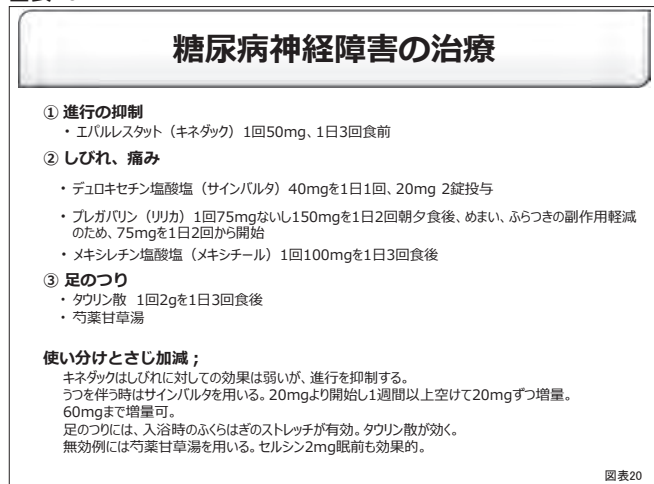 糖尿病神経障害の治療
① 進行の抑制
・ エパルレスタット（キネダック）1回50mg、1日3回食前
② しびれ、痛み
・ デュロキセチン塩酸塩（サインバルタ）40mgを1日1回、20mg 2錠投与
・ プレガバリン（リリカ）1回75mgないし150mgを1日2回朝夕食後、めまい、ふらつきの副作用軽減
のため、75mgを1日2回から開始
・ メキシレチン塩酸塩（メキシチール）1回100mgを1日3回食後
③ 足のつり
・ タウリン散 1回2gを1日3回食後
・ 芍薬甘草湯
使い分けとさじ加減；
キネダックはしびれに対しての効果は弱いが、進行を抑制する。
うつを伴う時はサインバルタを用いる。20mgより開始し1週間以上空けて20mgずつ増量。
60mgまで増量可。
足のつりには、入浴時のふくらはぎのストレッチが有効。タウリン散が効く。
無効例には芍薬甘草湯を用いる。セルシン2mg眠前も効果的。
図表20